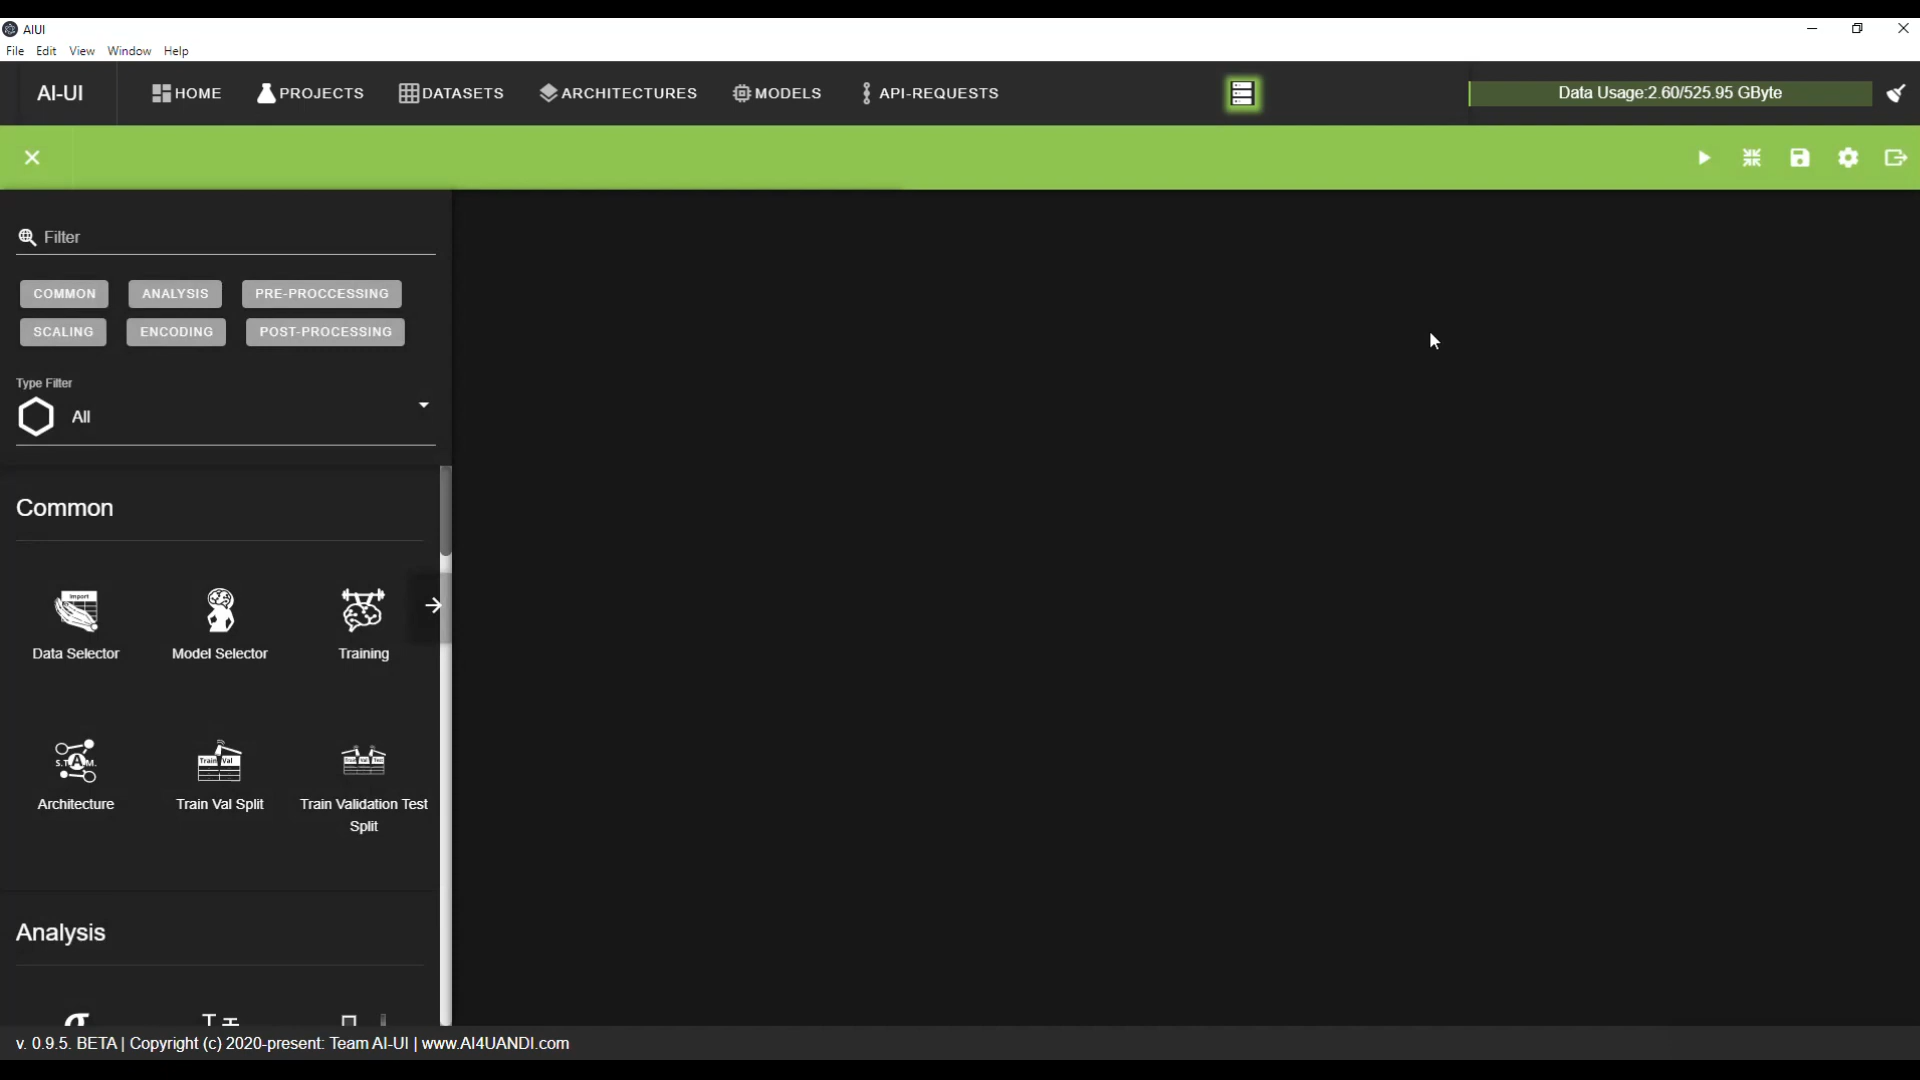 AIUI
File Edit View Window Help
AI-UI HOME PROJECTS DATASETS ARCHITECTURES MODELS API-REQUESTS Data Usage:2.60/525.95 GByte
Filter
COMMON ANALYSIS PRE-PROCCESSING
SCALING ENCODING POST-PROCESSING
Type Filter
All
Common
Import
Data Selector Model Selector Training
S.T.A.M.
Train Val
Architecture Train Val Split Train Validation Test
Split
Analysis
v. 0.9.5. BETA | Copyright (c) 2020-present: Team AI-UI | www.AI4UANDI.com